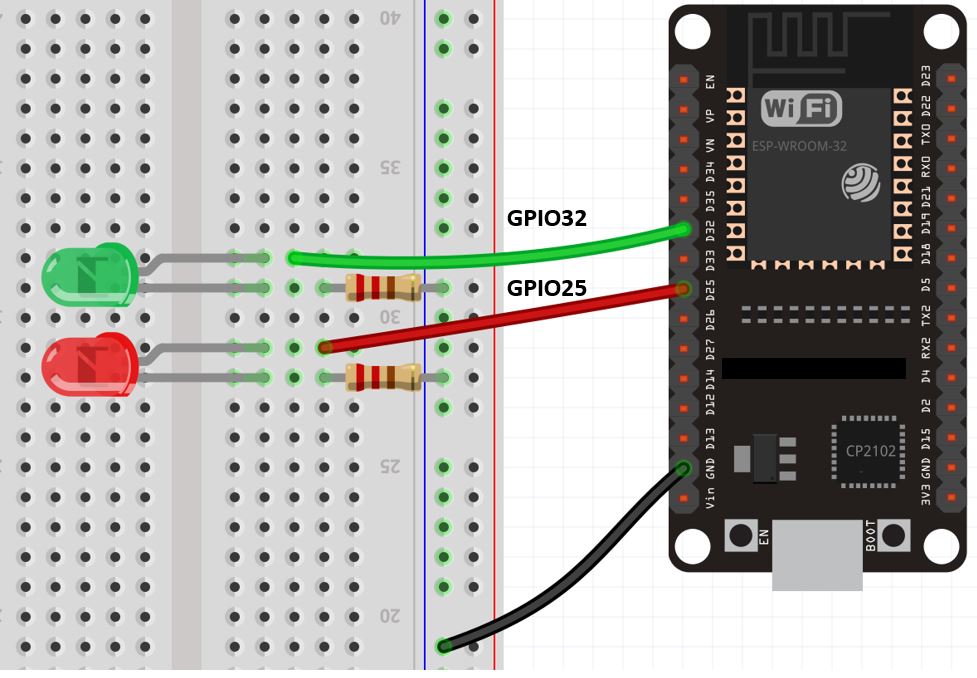 40
35
30
25
20
GPIO32
GPIO25
EN
VP
VN
D34
D35
D32
D33
D25
D26
D27
D14
D12
D13
GND
Vin
WiFi
ESP-WROOM-32
CP2102
EN
BOOT
D23
D22
TX0
RX0
D21
D19
D18
D5
TX2
RX2
D4
D2
D15
GND
3V3